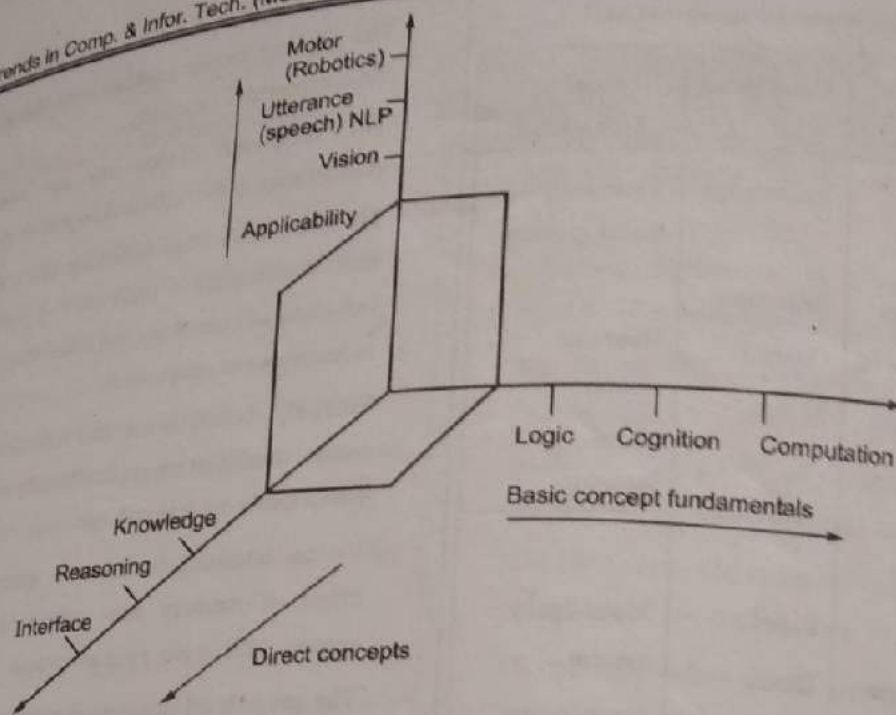 ends in Comp. & Infor. Tech.
Motor
(Robotics)
Utterance
(speech) NLP
Vision
Applicability
Logic
Cognition
Computation
Basic concept fundamentals
Knowledge
Reasoning
Interface
Direct concepts